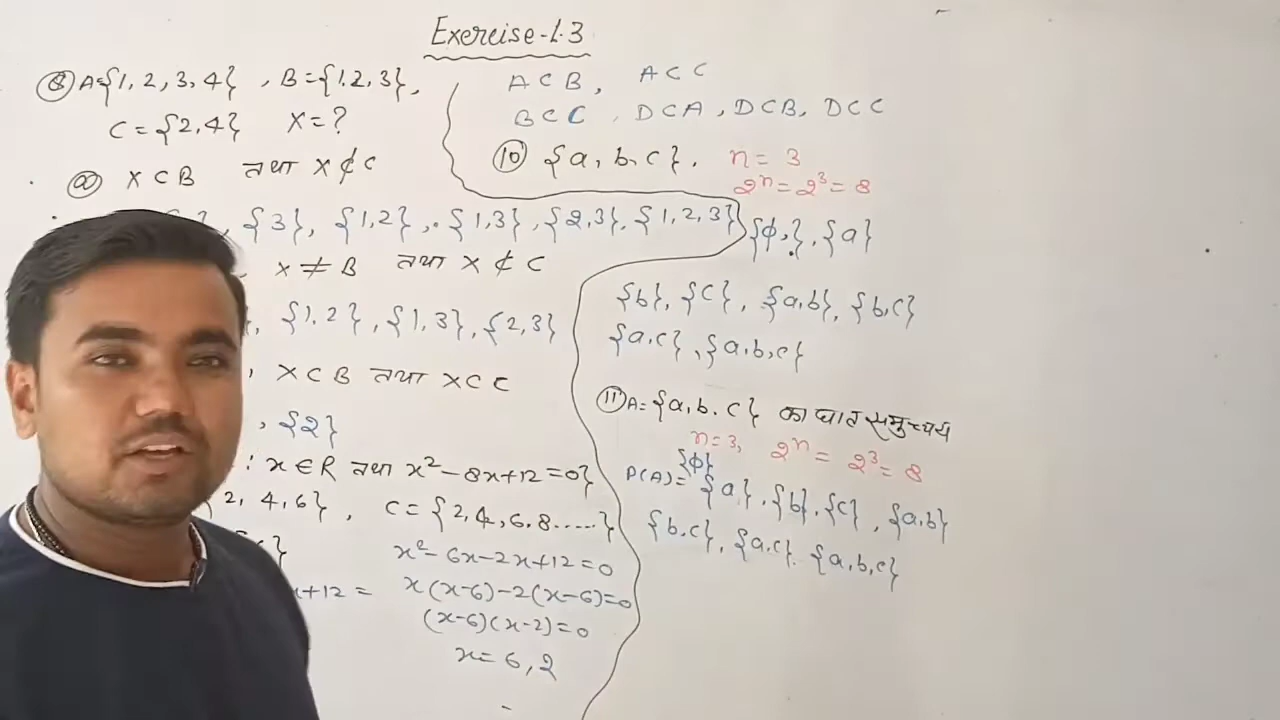 Exercise-1.3
⑧ A={1, 2, 3, 4} , B={1,2,3},
C={2,4} X=?
X⊂B तथा X⊄C
{3}, {1,2}, {1,3}, {2,3}, {1,2,3}
X≠B तथा X⊄C
{1,2}, {1,3}, {2,3}
, X⊂B तथा X⊂C
, {2}
: x∈R तथा x²-8x+12=0}
2, 4, 6} , C={2,4,6,8.....}
x²-6x-2x+12=0
x+12= x(x-6)-2(x-6)=0
(x-6)(x-2)=0
x=6,2
A⊂B, A⊂C
B⊂C, D⊂A, D⊂B, D⊂C
⑩ {a,b,c}. n=3
2ⁿ=2³=8
{ϕ,}, {a}
{b}, {c}, {a,b}, {b,c}
{a,c}, {a,b,c}
⑪ A={a,b.c} का घात समुच्चय
n=3, 2ⁿ=2³=8
{ϕ}
P(A)= {a}, {b}, {c}, {a,b}
{b.c}, {a.c}. {a,b,c}